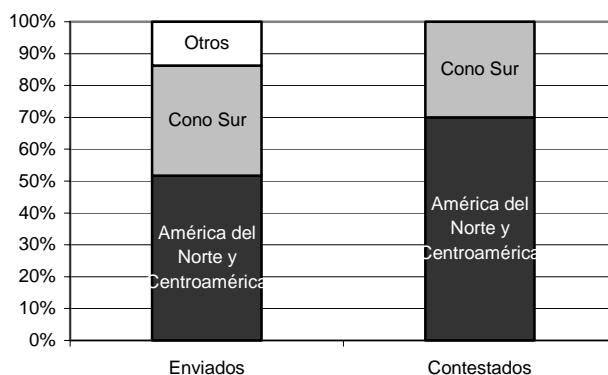 100%
90%
80%
70%
60%
50%
40%
30%
20%
10%
0%
Otros
Cono Sur
América del
Norte y
Centroamérica
Cono Sur
América del
Norte y
Centroamérica
Enviados
Contestados